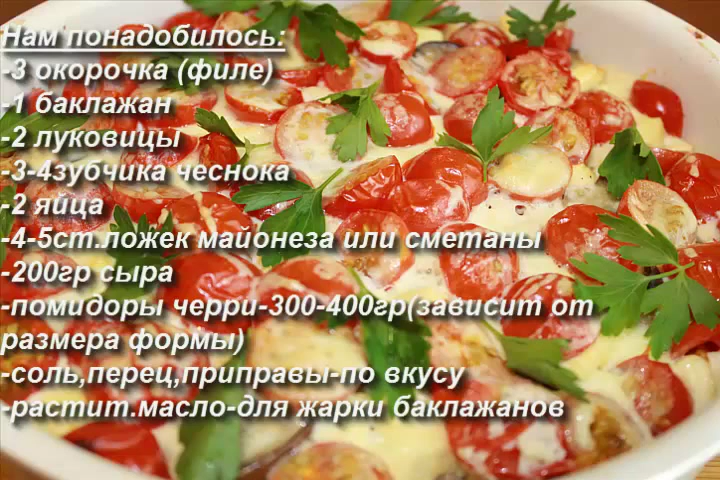 Нам понадобилось:
-3 окорочка (филе)
-1 баклажан
-2 луковицы
-3-4зубчика чеснока
-2 яйца
-4-5ст.ложек майонеза или сметаны
-200гр сыра
-помидоры черри-300-400гр(зависит от
размера формы)
-соль,перец,приправы-по вкусу
-растит.масло-для жарки баклажанов